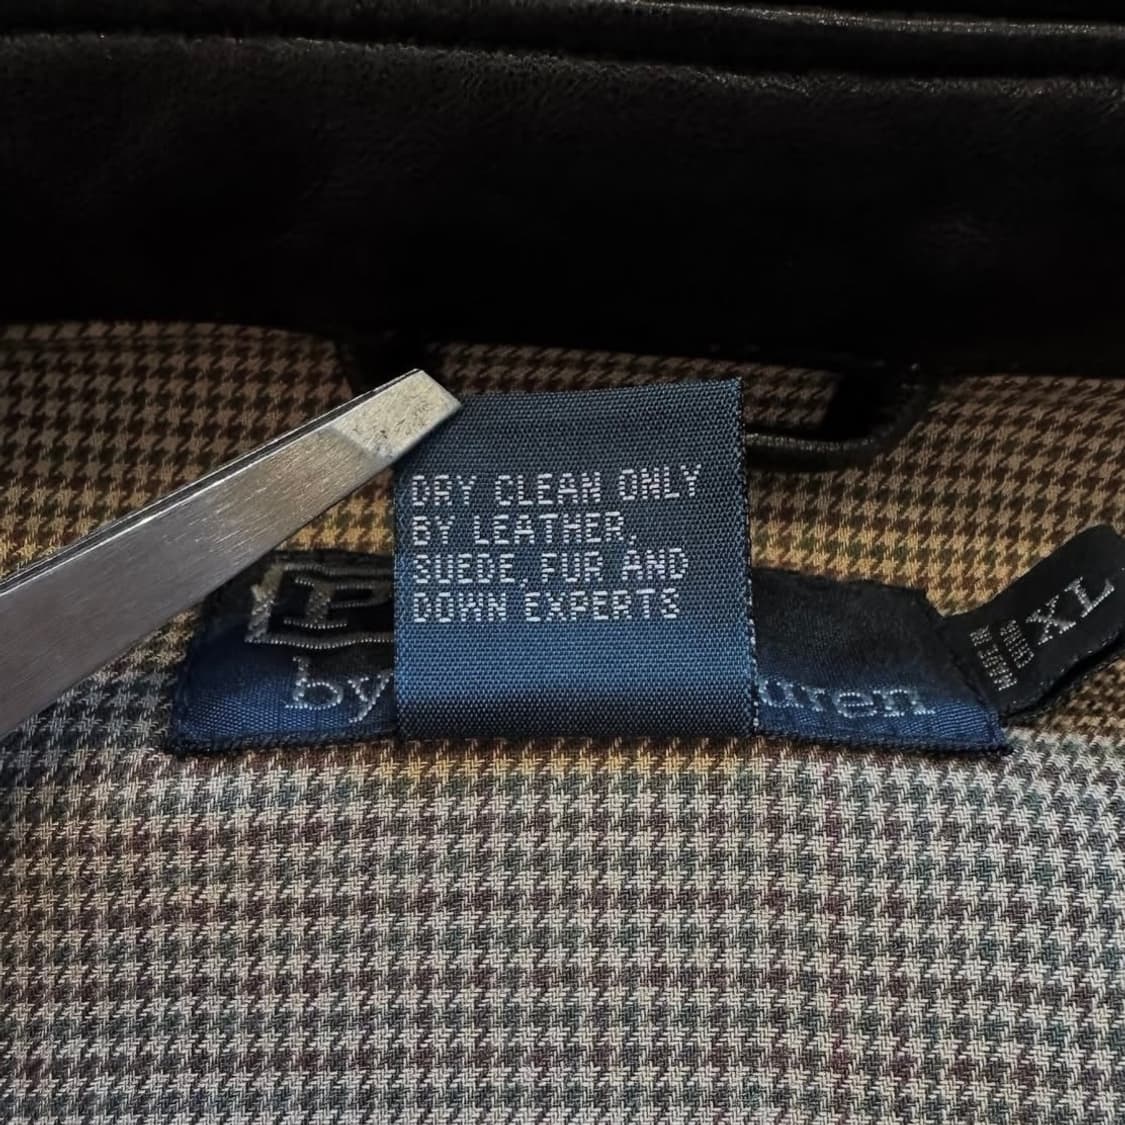 DRY CLEAN ONLY
BY LEATHER,
SUEDE, FUR AND
DOWN EXPERTS
P
by
uren
XL